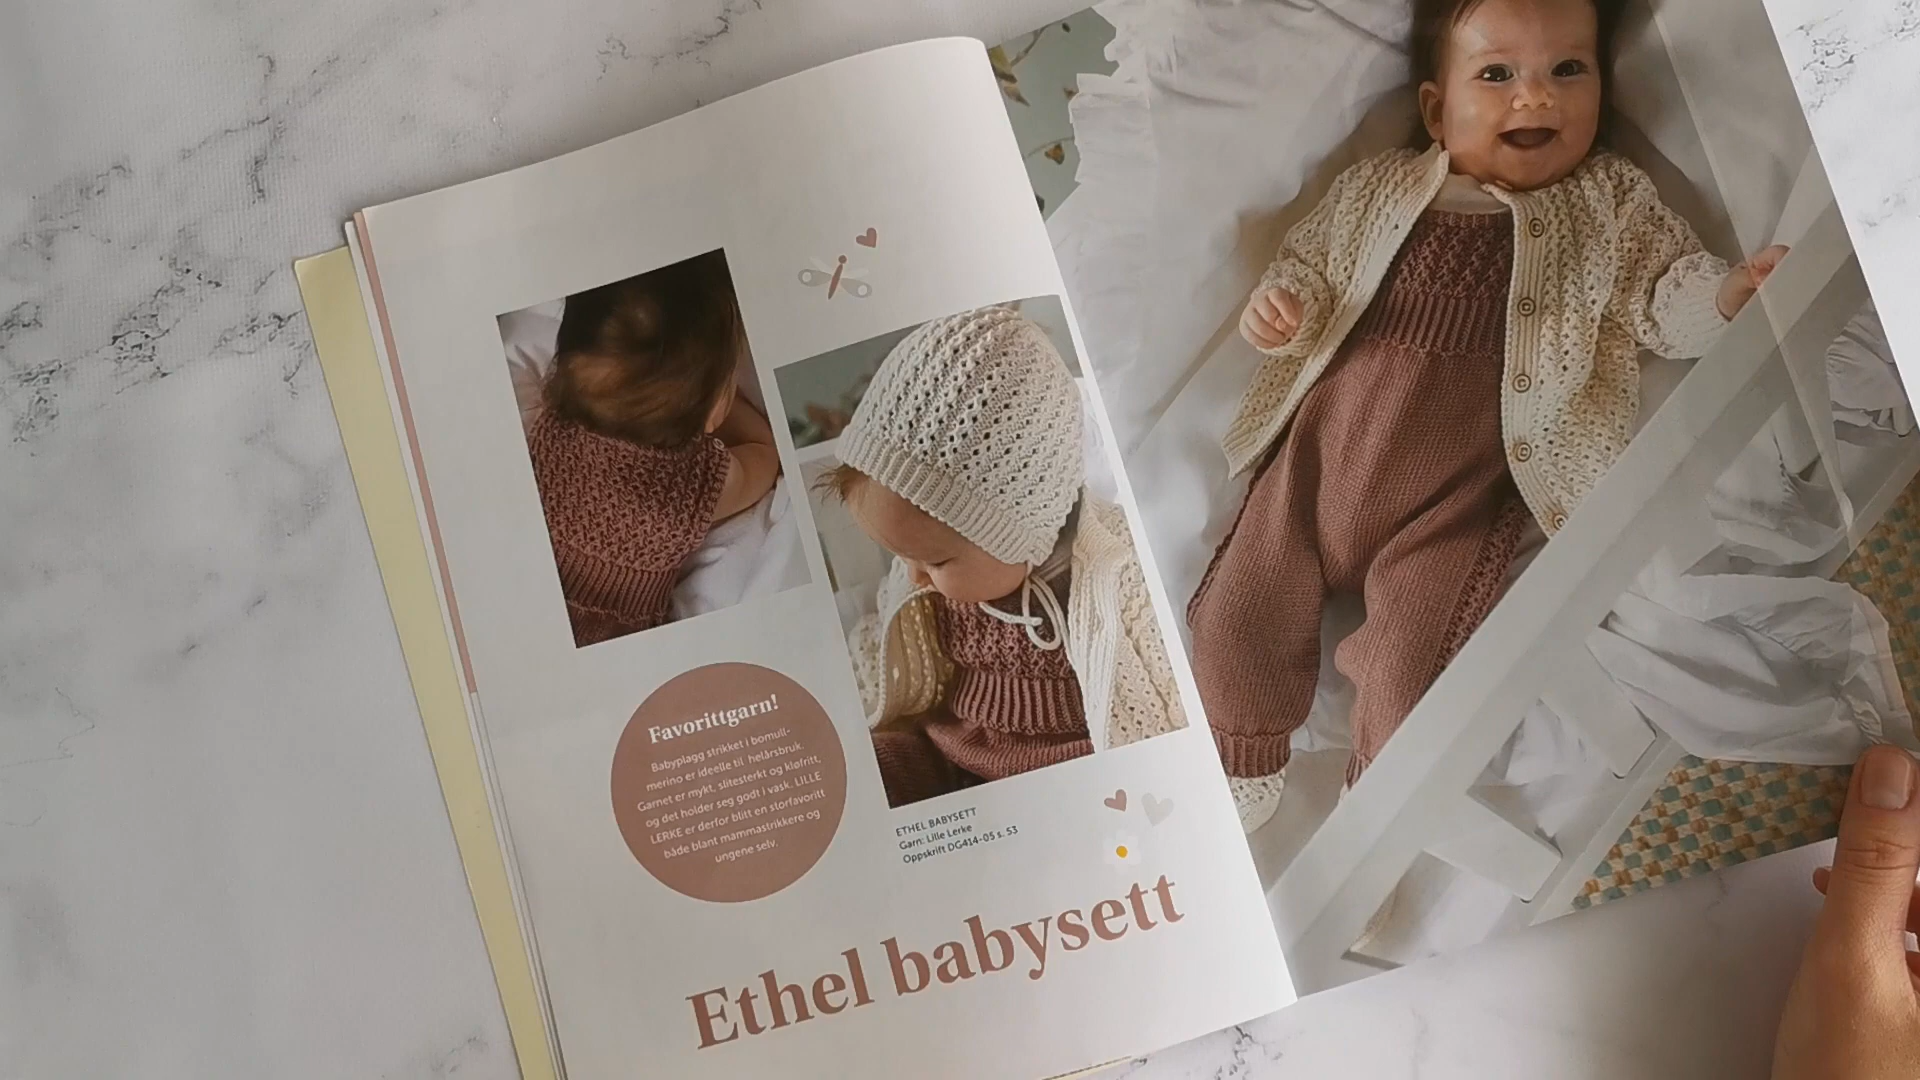 Favorittgarn!
Babyplagg strikket i bomull-
merino er ideelle til helårsbruk.
Garnet er mykt, slitesterkt og kløfritt,
og det holder seg godt i vask. LILLE
LERKE er derfor blitt en storfavoritt
både blant mammastrikkere og
ungene selv.
ETHEL BABYSETT
Garn: Lille Lerke
Oppskrift DG414-05 s. 53
Ethel babysett